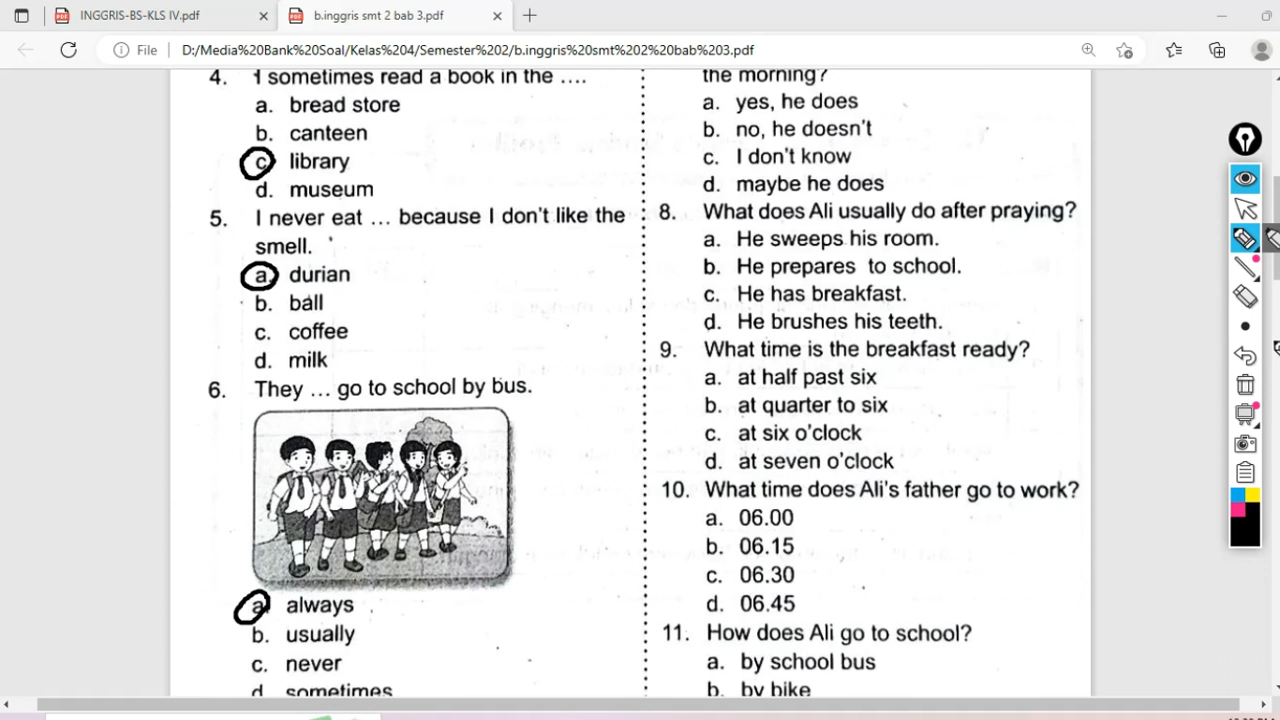 INGGRIS-BS-KLS IV.pdf
b.inggris smt 2 bab 3.pdf
File
D:/Media%20Bank%20Soal/Kelas%204/Semester%202/b.inggris%20smt%202%20bab%203.pdf
4. I sometimes read a book in the ....
a. bread store
b. canteen
c. library
d. museum
5. I never eat ... because I don't like the
smell.
a. durian
b. ball
c. coffee
d. milk
6. They ... go to school by bus.
a. always
b. usually
c. never
d. sometimes
the morning?
a. yes, he does
b. no, he doesn't
c. I don't know
d. maybe he does
8. What does Ali usually do after praying?
a. He sweeps his room.
b. He prepares to school.
c. He has breakfast.
d. He brushes his teeth.
9. What time is the breakfast ready?
a. at half past six
b. at quarter to six
c. at six o'clock
d. at seven o'clock
10. What time does Ali's father go to work?
a. 06.00
b. 06.15
c. 06.30
d. 06.45
11. How does Ali go to school?
a. by school bus
b. by bike